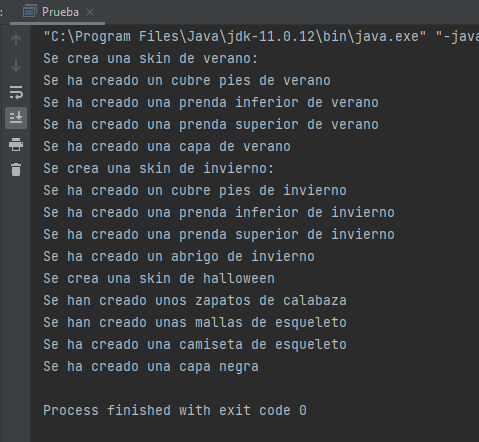 Prueba
"C:\Program Files\Java\jdk-11.0.12\bin\java.exe" "-java
Se crea una skin de verano:
Se ha creado un cubre pies de verano
Se ha creado una prenda inferior de verano
Se ha creado una prenda superior de verano
Se ha creado una capa de verano
Se crea una skin de invierno:
Se ha creado un cubre pies de invierno
Se ha creado una prenda inferior de invierno
Se ha creado una prenda superior de invierno
Se ha creado un abrigo de invierno
Se crea una skin de halloween
Se han creado unos zapatos de calabaza
Se han creado unas mallas de esqueleto
Se ha creado una camiseta de esqueleto
Se ha creado una capa negra
Process finished with exit code 0